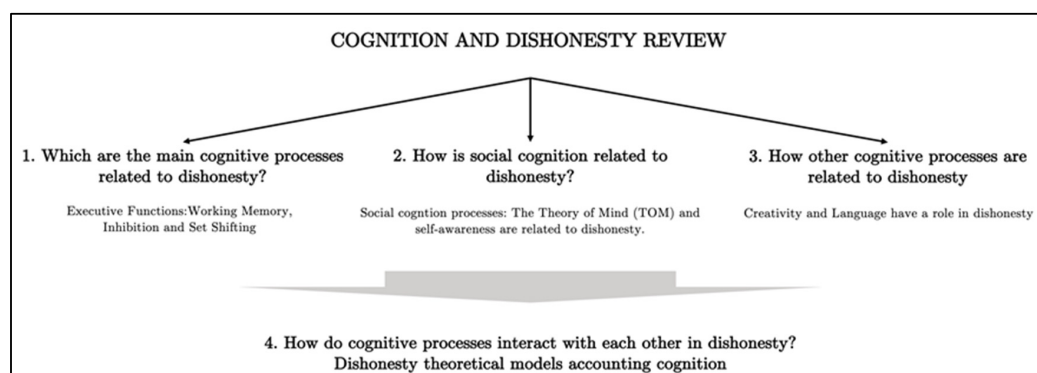 COGNITION AND DISHONESTY REVIEW
1. Which are the main cognitive processes
related to dishonesty?
Executive Functions:Working Memory,
Inhibition and Set Shifting
2. How is social cognition related to
dishonesty?
Social cogntion processes: The Theory of Mind (TOM) and
self-awareness are related to dishonesty.
3. How other cognitive processes are
related to dishonesty
Creativity and Language have a role in dishonesty
4. How do cognitive processes interact with each other in dishonesty?
Dishonesty theoretical models accounting cognition